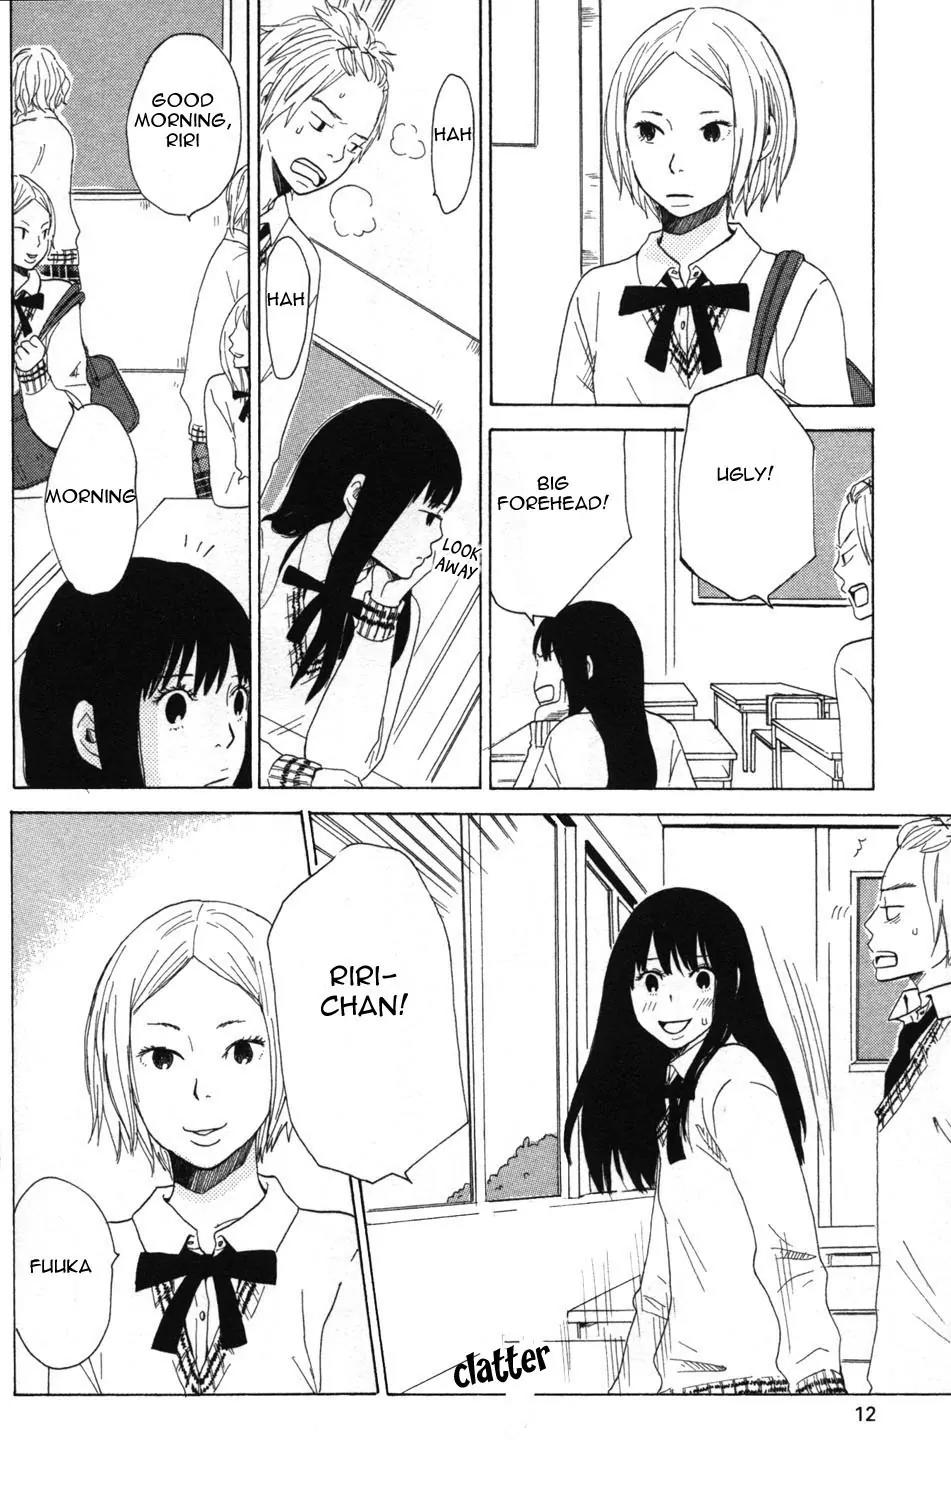 UGLY!
BIG
FOREHEAD!
HAH
HAH
LOOK
AWAY
GOOD
MORNING,
RIRI
MORNING
RIRI-
CHAN!
clatter
FUUKA
12